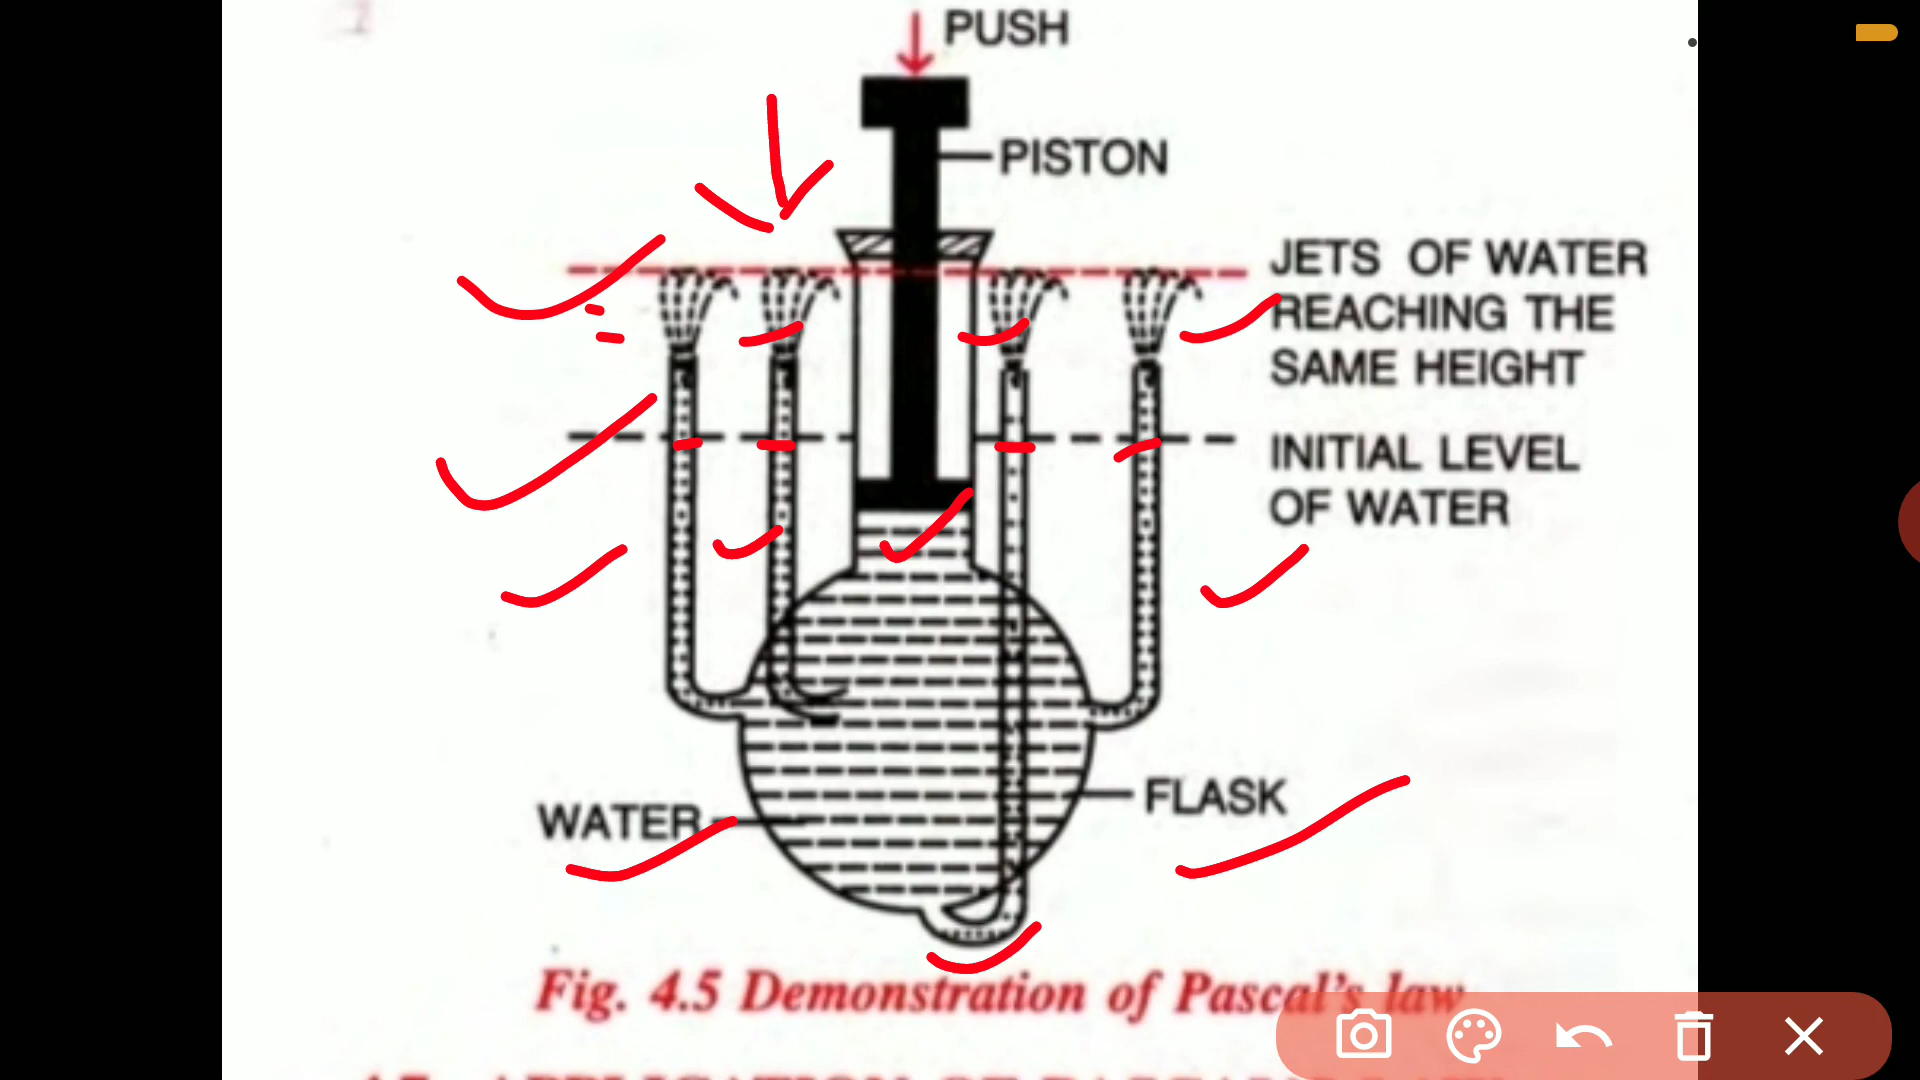 PUSH
PISTON
JETS OF WATER
REACHING THE
SAME HEIGHT
INITIAL LEVEL
OF WATER
FLASK
WATER
Fig. 4.5 Demonstration of Pascal's law